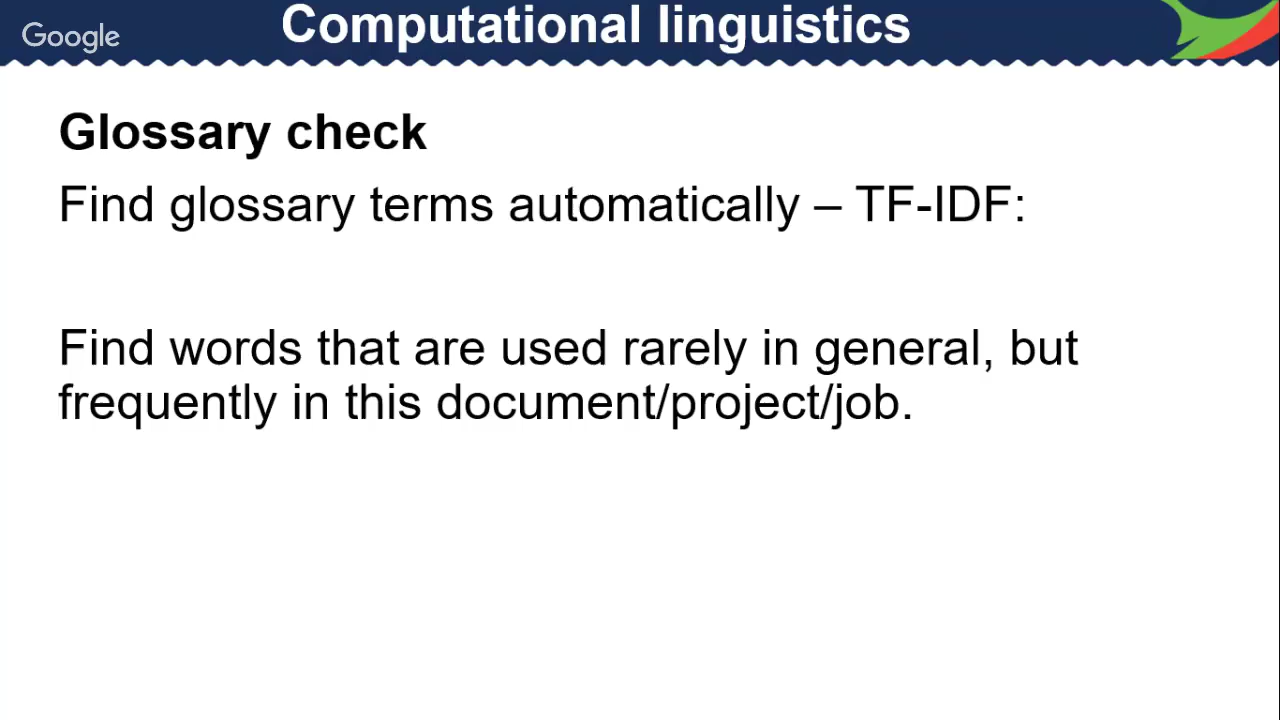 Google
Computational linguistics
Glossary check
Find glossary terms automatically – TF-IDF:
Find words that are used rarely in general, but
frequently in this document/project/job.